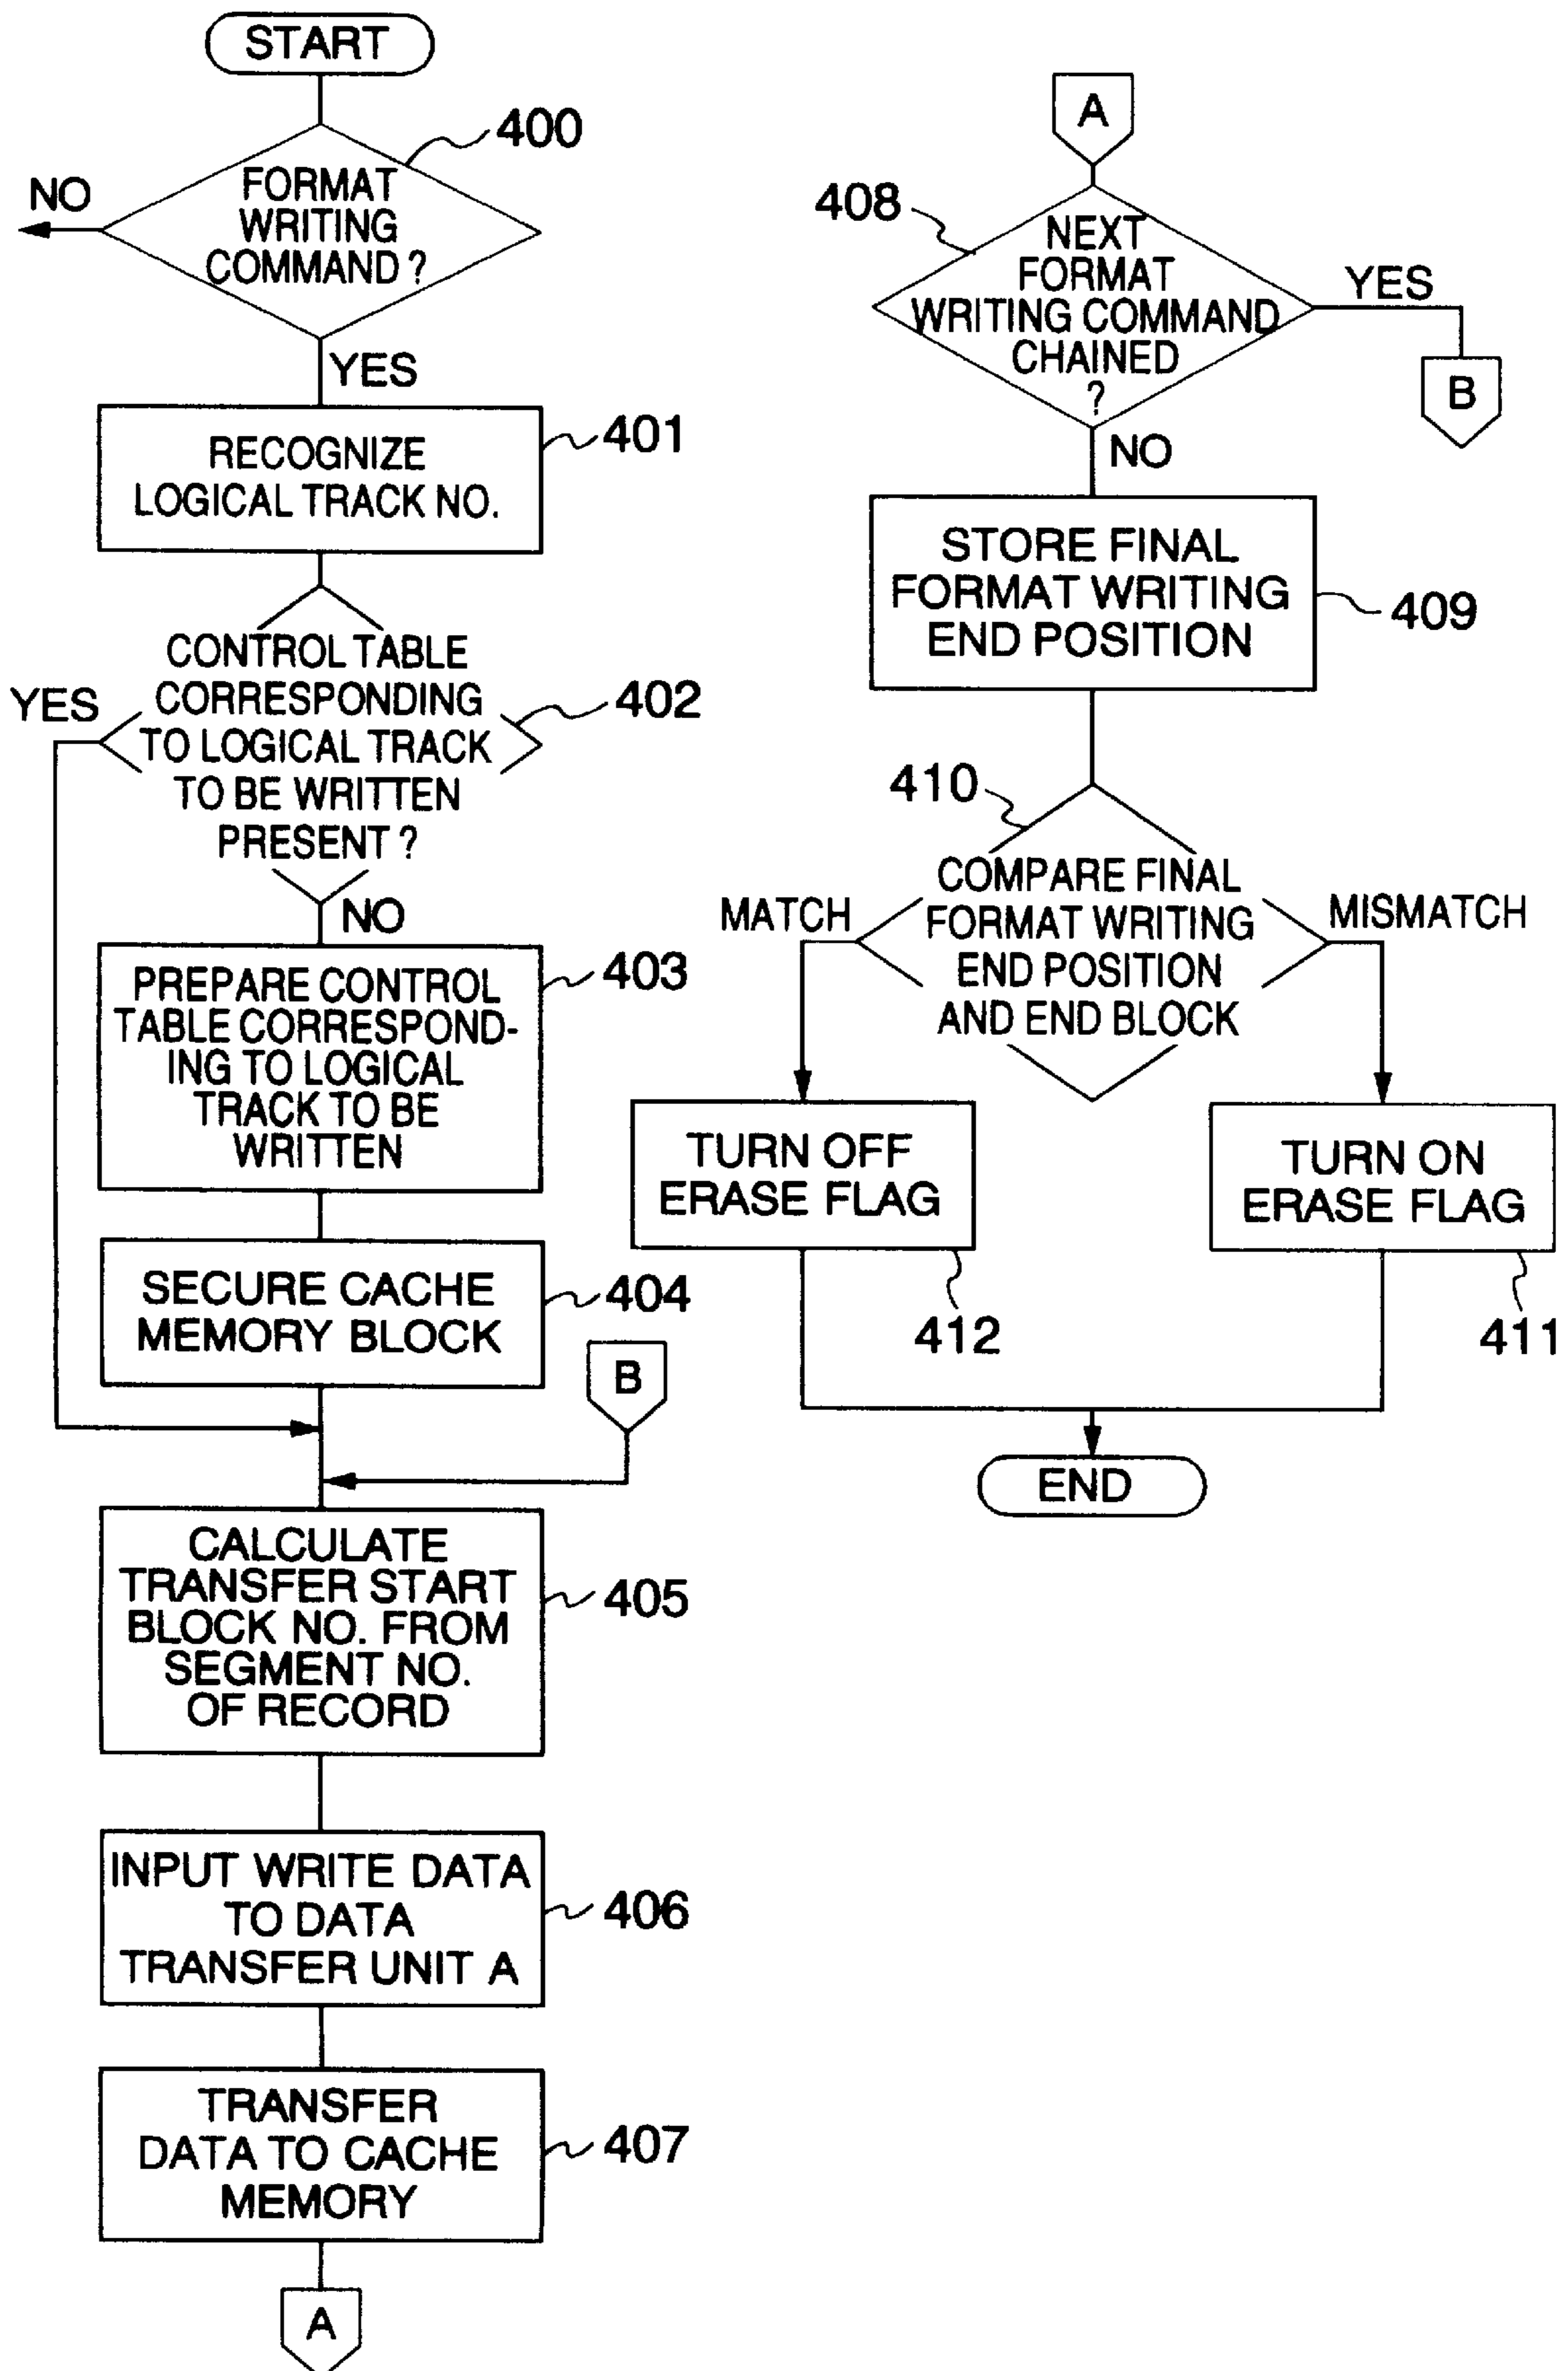 START
400
FORMAT
WRITING
COMMAND ?
NO
YES
RECOGNIZE
LOGICAL TRACK NO.
401
CONTROL TABLE
CORRESPONDING
TO LOGICAL TRACK
TO BE WRITTEN
PRESENT ?
402
YES
NO
PREPARE CONTROL
TABLE CORRESPOND-
ING TO LOGICAL
TRACK TO BE
WRITTEN
403
SECURE CACHE
MEMORY BLOCK
404
B
CALCULATE
TRANSFER START
BLOCK NO. FROM
SEGMENT NO.
OF RECORD
405
INPUT WRITE DATA
TO DATA
TRANSFER UNIT A
406
TRANSFER
DATA TO CACHE
MEMORY
407
A
A
408
NEXT
FORMAT
WRITING COMMAND
CHAINED
?
YES
B
NO
STORE FINAL
FORMAT WRITING
END POSITION
409
410
COMPARE FINAL
FORMAT WRITING
END POSITION
AND END BLOCK
MATCH
MISMATCH
TURN OFF
ERASE FLAG
412
TURN ON
ERASE FLAG
411
END